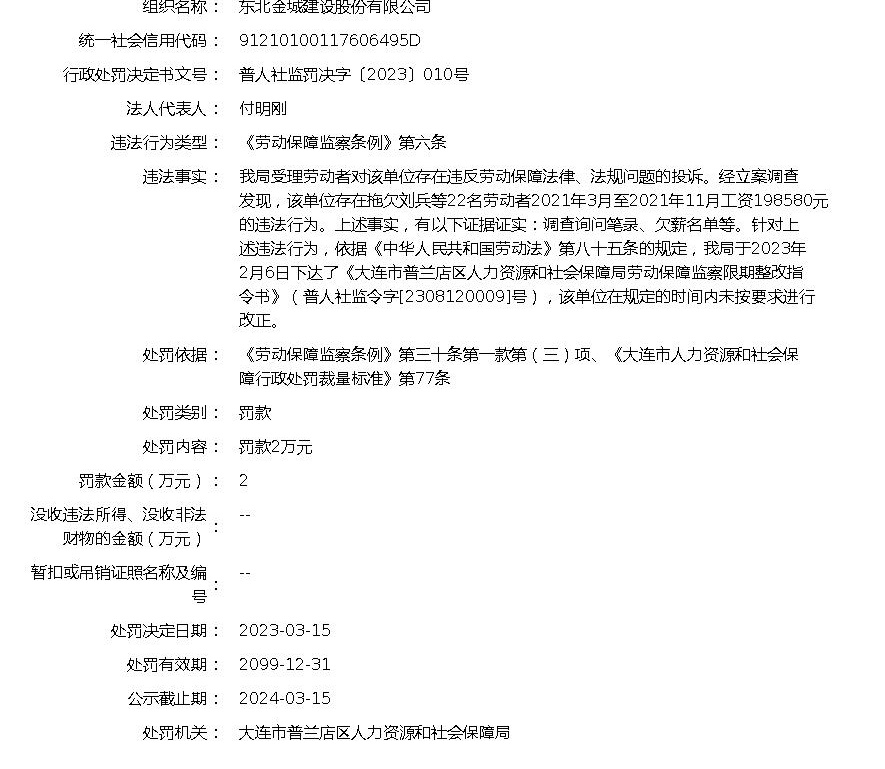 组织名称： 东北金城建设股份有限公司
统一社会信用代码： 91210100117606495D
行政处罚决定书文号： 普人社监罚决字〔2023〕010号
法人代表人： 付明刚
违法行为类型： 《劳动保障监察条例》第六条
违法事实： 我局受理劳动者对该单位存在违反劳动保障法律、法规问题的投诉。经立案调查
发现，该单位存在拖欠刘兵等22名劳动者2021年3月至2021年11月工资198580元
的违法行为。上述事实，有以下证据证实：调查询问笔录、欠薪名单等。针对上
述违法行为，依据《中华人民共和国劳动法》第八十五条的规定，我局于2023年
2月6日下达了《大连市普兰店区人力资源和社会保障局劳动保障监察限期整改指
令书》（普人社监令字[2308120009]号），该单位在规定的时间内未按要求进行
改正。
处罚依据： 《劳动保障监察条例》第三十条第一款第（三）项、《大连市人力资源和社会保
障行政处罚裁量标准》第77条
处罚类别： 罚款
处罚内容： 罚款2万元
罚款金额（万元）： 2
没收违法所得、没收非法
财物的金额（万元）： --
暂扣或吊销证照名称及编
号： --
处罚决定日期： 2023-03-15
处罚有效期： 2099-12-31
公示截止期： 2024-03-15
处罚机关： 大连市普兰店区人力资源和社会保障局